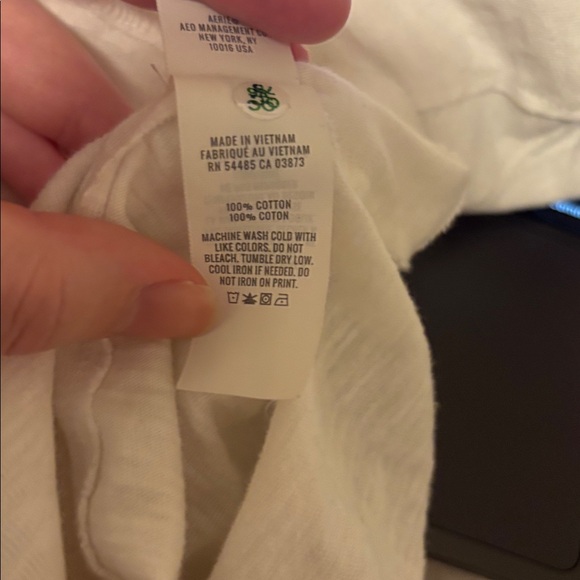 AEO MANAGEMENT
NEW YORK, NY
10016 USA
MADE IN VIETNAM
FABRIQUÉ AU VIETNAM
RN 54485 CA 03873
100% COTTON
100% COTON
MACHINE WASH COLD WITH
LIKE COLORS. DO NOT
BLEACH. TUMBLE DRY LOW.
COOL IRON IF NEEDED. DO
NOT IRON ON PRINT.